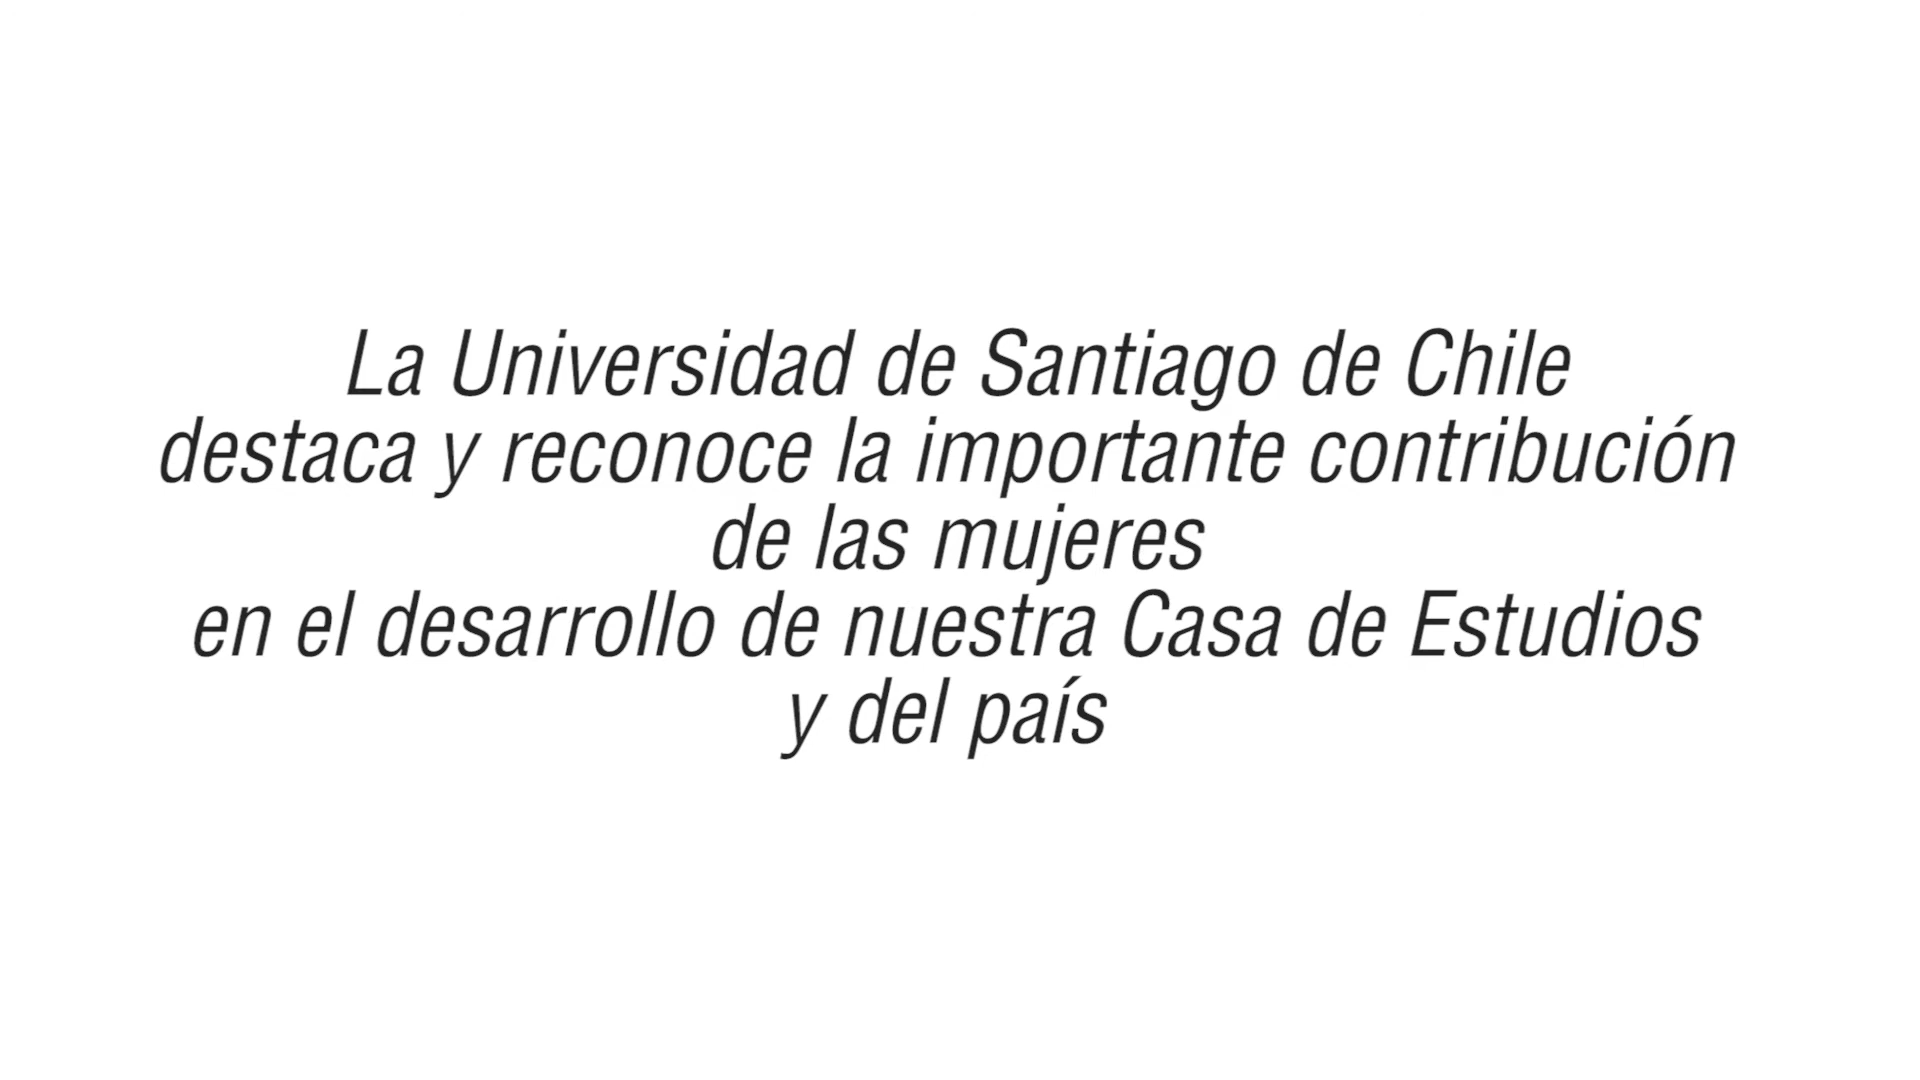 La Universidad de Santiago de Chile
destaca y reconoce la importante contribución
de las mujeres
en el desarrollo de nuestra Casa de Estudios
y del país